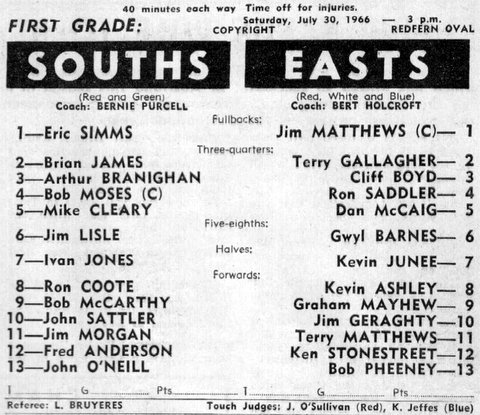 40 minutes each way Time off for injuries.
FIRST GRADE: Saturday, July 30, 1966 — 3 p.m.
COPYRIGHT REDFERN OVAL
SOUTHS EASTS
(Red and Green) (Red, White and Blue)
Coach: BERNIE PURCELL Coach: BERT HOLCROFT
Fullbacks:
1—Eric SIMMS Jim MATTHEWS (C)— 1
Three-quarters:
2—Brian JAMES Terry GALLAGHER— 2
3—Arthur BRANIGHAN Cliff BOYD— 3
4—Bob MOSES (C) Ron SADDLER— 4
5—Mike CLEARY Dan McCAIG— 5
Five-eighths:
6—Jim LISLE Gwyl BARNES— 6
Halves:
7—Ivan JONES Kevin JUNEE— 7
Forwards:
8—Ron COOTE Kevin ASHLEY— 8
9—Bob McCARTHY Graham MAYHEW— 9
10—John SATTLER Jim GERAGHTY—10
11—Jim MORGAN Terry MATTHEWS—11
12—Fred ANDERSON Ken STONESTREET—12
13—John O'NEILL Bob PHEENEY—13
T.............. G.............. Pts.............. T.............. G.............. Pts..............
Referee: L. BRUYERES Touch Judges: J. O'Sullivan (Red), K. Jeffes (Blue)